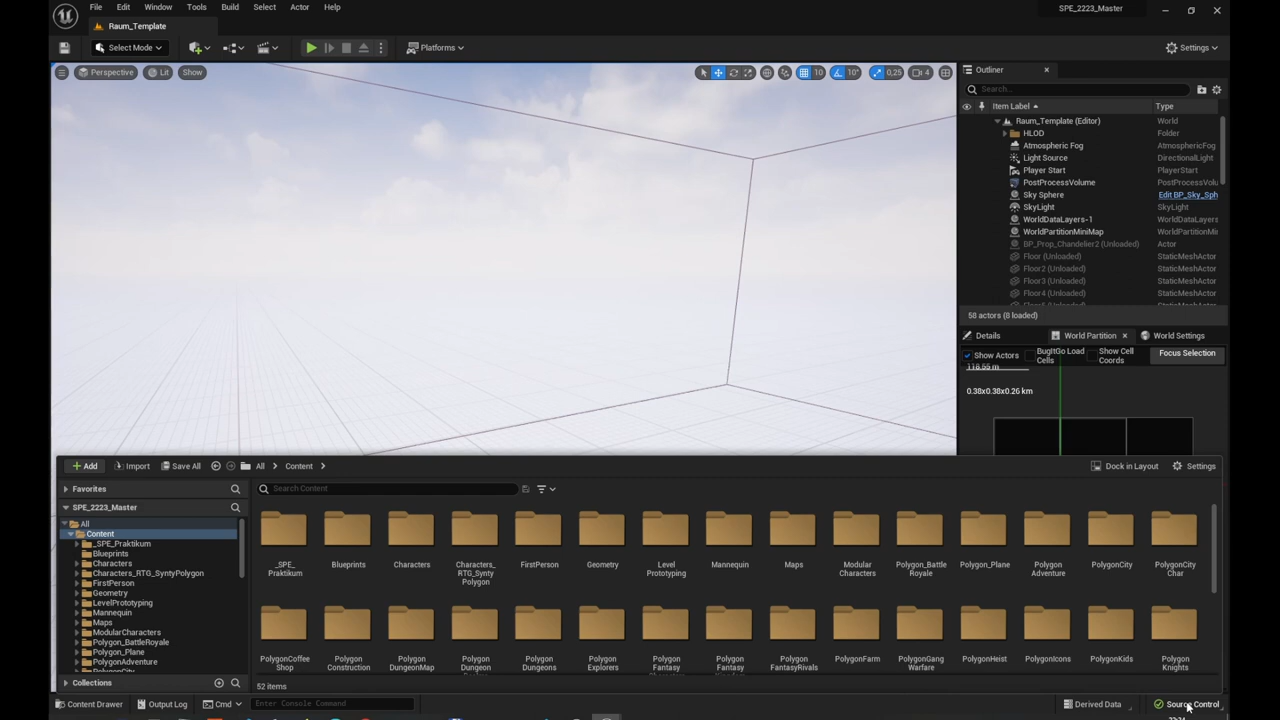 File Edit Window Tools Build Select Actor Help
SPE_2223_Master
Raum_Template
Select Mode
Platforms
Settings
Perspective Lit Show
10 10° 0,25 4
Outliner
Search...
Item Label Type
Raum_Template (Editor) World
HLOD Folder
Atmospheric Fog AtmosphericFog
Light Source DirectionalLight
Player Start PlayerStart
PostProcessVolume PostProcessVolu
Sky Sphere Edit BP_Sky_Sph
SkyLight SkyLight
WorldDataLayers-1 WorldDataLayers
WorldPartitionMiniMap WorldPartitionMin
BP_Prop_Chandelier2 (Unloaded) Actor
Floor (Unloaded) StaticMeshActor
Floor2 (Unloaded) StaticMeshActor
Floor3 (Unloaded) StaticMeshActor
Floor4 (Unloaded) StaticMeshActor
58 actors (8 loaded)
Details World Partition World Settings
Show Actors BugItGo Load Cells Show Cell Coords Focus Selection
118.55 m
0.38x0.38x0.26 km
Add Import Save All All Content
Dock in Layout Settings
Favorites
Search Content
SPE_2223_Master
All
Content
_SPE_Praktikum
Blueprints
Characters
Characters_RTG_SyntyPolygon
FirstPerson
Geometry
LevelPrototyping
Mannequin
Maps
ModularCharacters
Polygon_BattleRoyale
Polygon_Plane
PolygonAdventure
Collections
_SPE_
Praktikum
Blueprints
Characters
Characters_
RTG_Synty
Polygon
FirstPerson
Geometry
Level
Prototyping
Mannequin
Maps
Modular
Characters
Polygon_Battle
Royale
Polygon_Plane
Polygon
Adventure
PolygonCity
PolygonCity
Char
PolygonCoffee
Shop
Polygon
Construction
Polygon
DungeonMap
Polygon
Dungeon
Polygon
Dungeons
Polygon
Explorers
Polygon
Fantasy
Polygon
Fantasy
Polygon
FantasyRivals
PolygonFarm
PolygonGang
Warfare
PolygonHeist
PolygonIcons
PolygonKids
Polygon
Knights
52 items
Content Drawer Output Log Cmd Enter Console Command
Derived Data Source Control